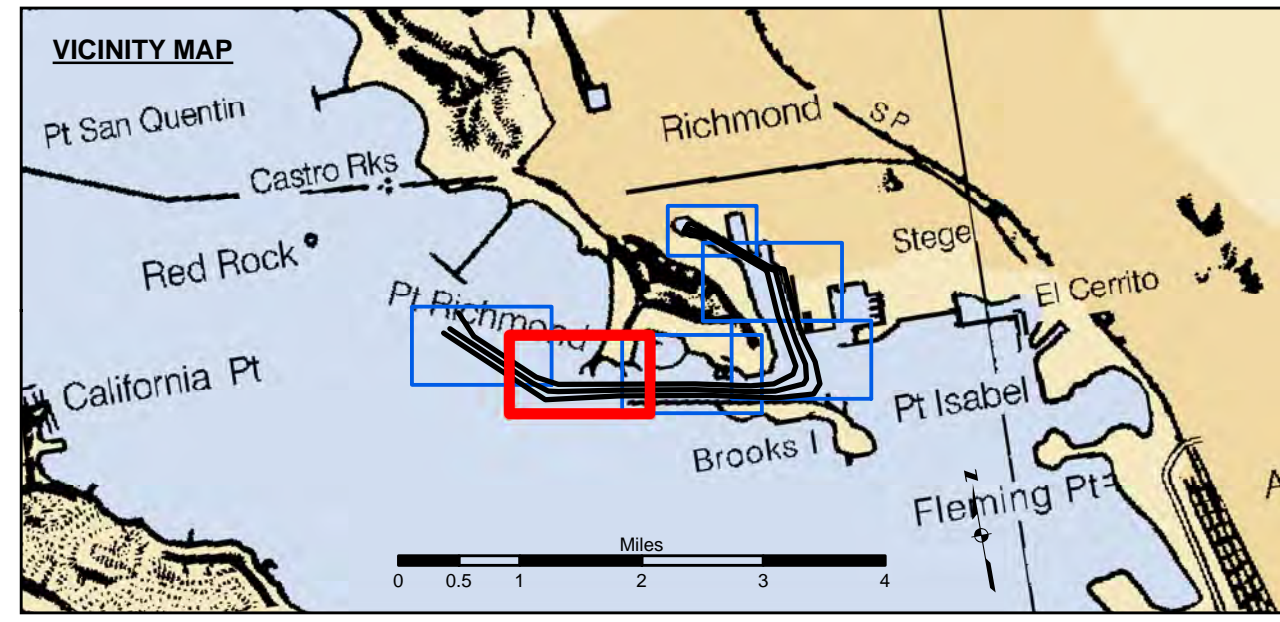 VICINITY MAP
Pt San Quentin
Richmond
S P
Castro Rks
Stege
Red Rock
El Cerrito
Pt Richmond
California Pt
Pt Isabel
Brooks I
Fleming Pt
A
N
Miles
0 0.5 1 2 3 4